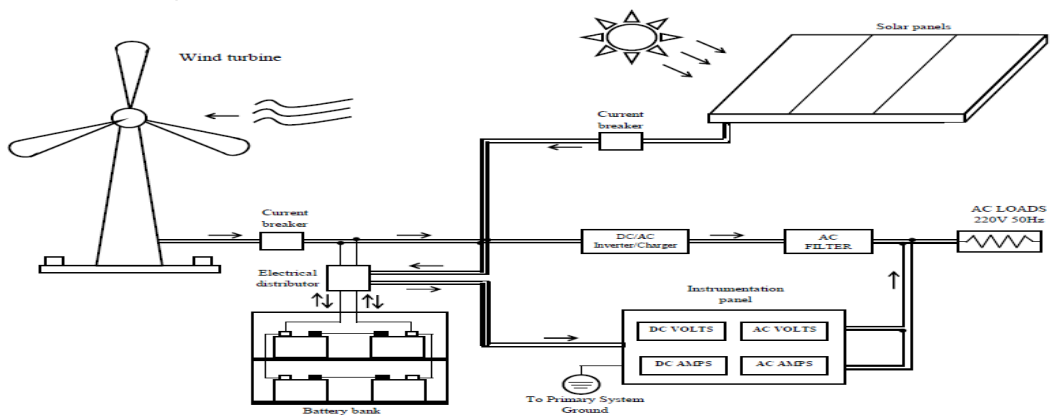 Solar panels
Wind turbine
Current
breaker
Current
breaker
AC LOADS
220V 50Hz
DC/AC
Inverter/Charger
AC
FILTER
Electrical
distributor
Instrumentation
panel
DC VOLTS
AC VOLTS
DC AMPS
AC AMPS
To Primary System
Ground
Battery bank